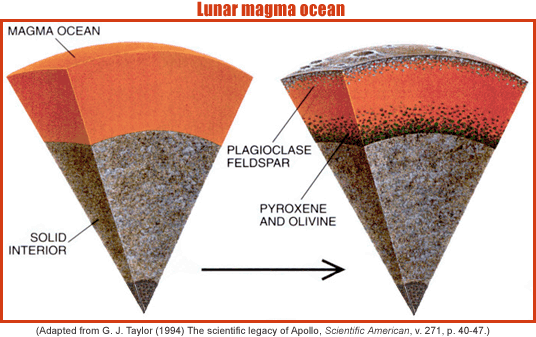 Lunar magma ocean
MAGMA OCEAN
PLAGIOCLASE
FELDSPAR
PYROXENE
AND OLIVINE
SOLID
INTERIOR
(Adapted from G. J. Taylor (1994) The scientific legacy of Apollo, Scientific American, v. 271, p. 40-47.)